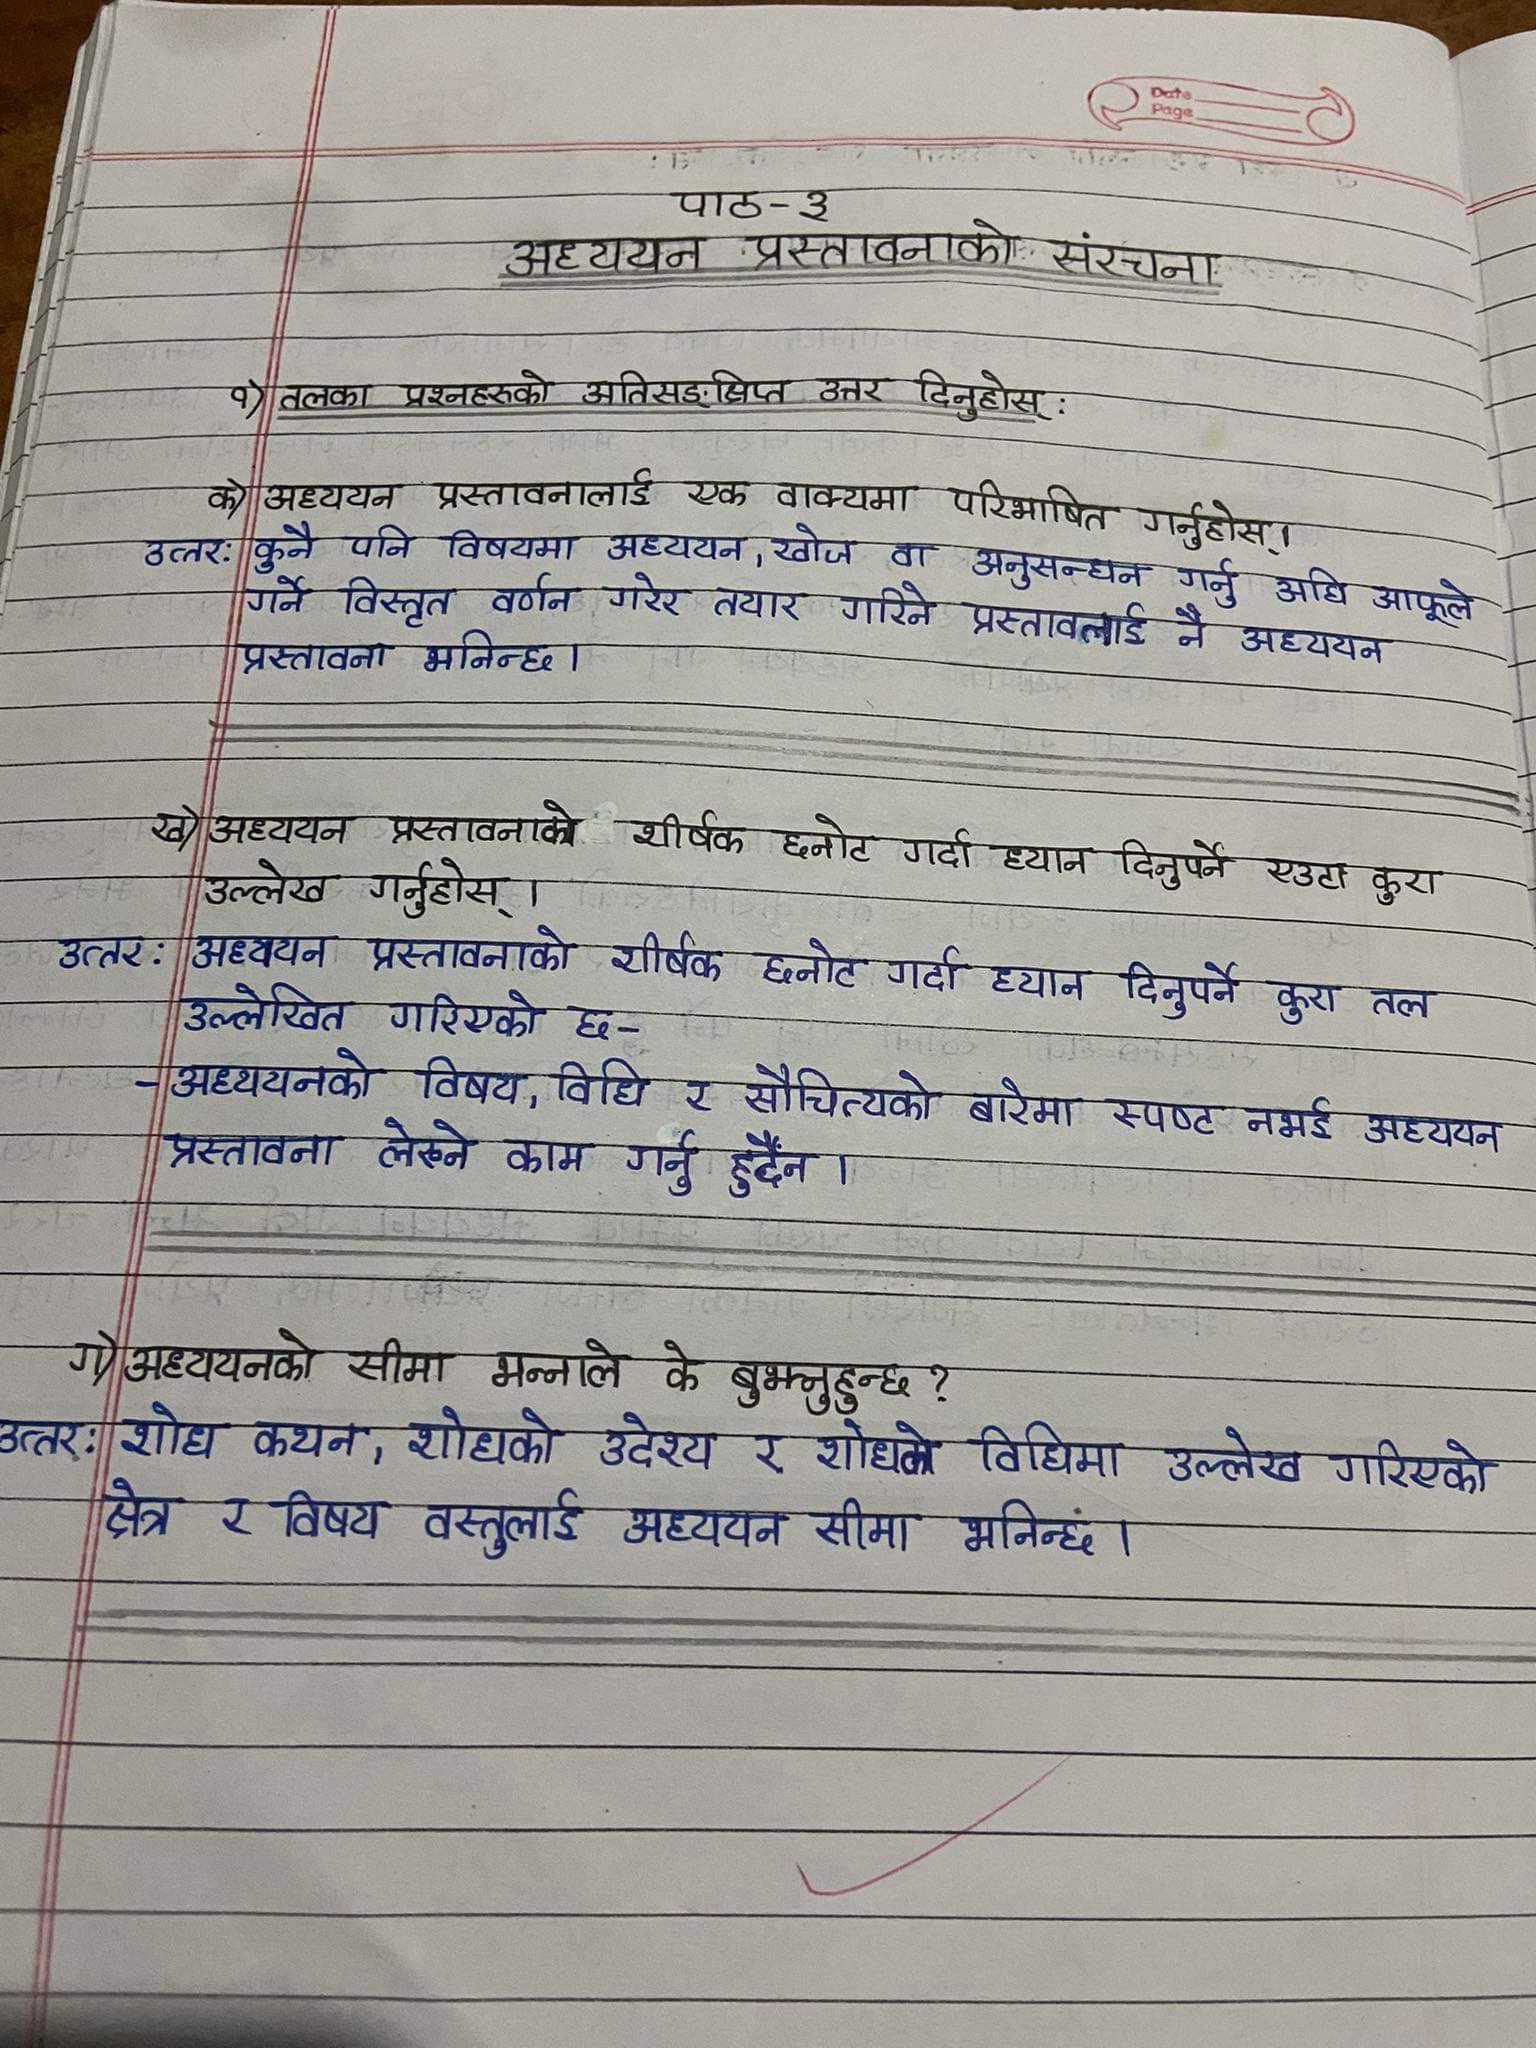 Date
Page
पाठ-३
अध्ययन प्रस्तावनाको संरचना
१) तलका प्रश्नहरूको अतिसङ्क्षिप्त उत्तर दिनुहोस् :
क) अध्ययन प्रस्तावनालाई एक वाक्यमा परिभाषित गर्नुहोस्।
उत्तर: कुनै पनि विषयमा अध्ययन, खोज वा अनुसन्धन गर्नु अघि आफूले
गर्ने विस्तृत वर्णन गरेर तयार गरिने प्रस्तावलाई नै अध्ययन
प्रस्तावना भनिन्छ।
ख) अध्ययन प्रस्तावनाको शीर्षक छनोट गर्दा ध्यान दिनुपर्ने एउटा कुरा
उल्लेख गर्नुहोस्।
उत्तर: अध्ययन प्रस्तावनाको शीर्षक छनोट गर्दा ध्यान दिनुपर्ने कुरा तल
उल्लेखित गरिएको छ-
- अध्ययनको विषय, विधि र सौचित्यको बारेमा स्पष्ट नभई अध्ययन
प्रस्तावना लेख्ने काम गर्नु हुदैँन।
ग) अध्ययनको सीमा भन्नाले के बुझ्नुहुन्छ ?
उत्तर: शोध कथन, शोधको उदेश्य र शोधको विधिमा उल्लेख गरिएको
क्षेत्र र विषय वस्तुलाई अध्ययन सीमा भनिन्छ।